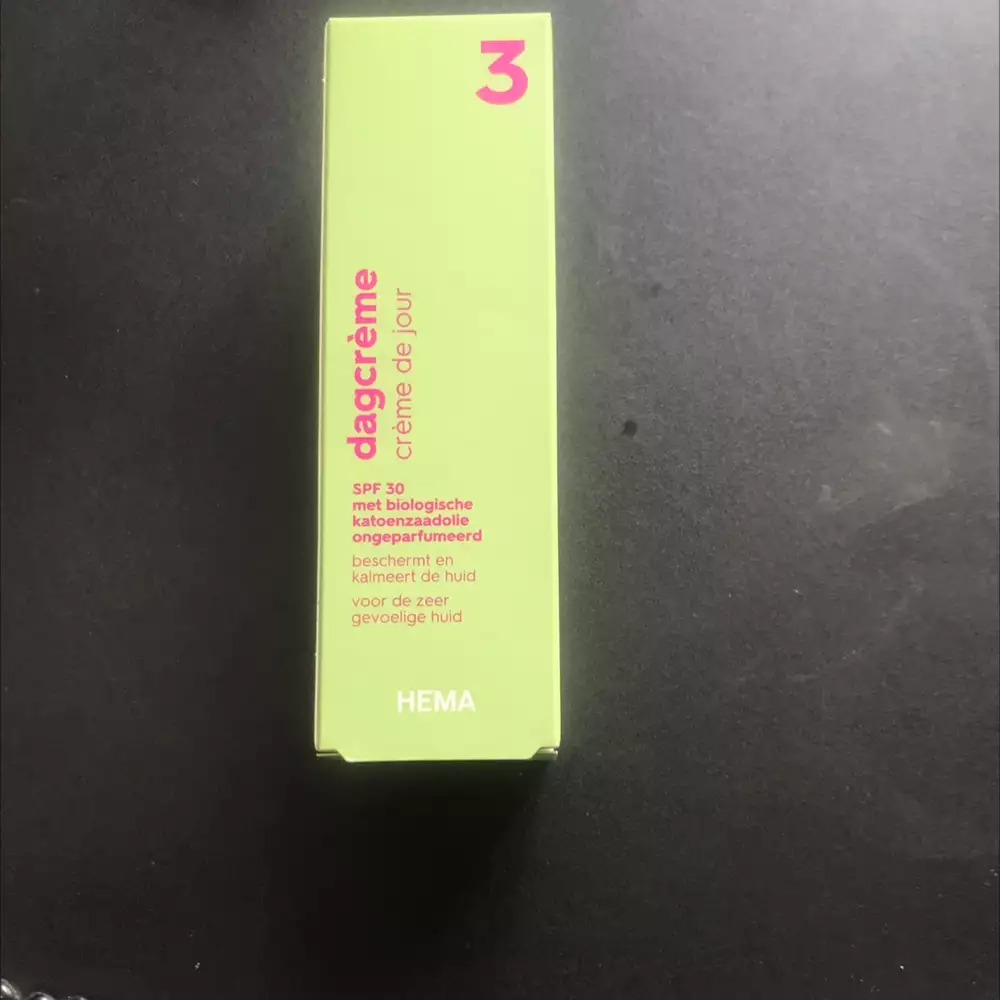 3
dagcrème
crème de jour
SPF 30
met biologische
katoenzaadolie
ongeparfumeerd
beschermt en
kalmeert de huid
voor de zeer
gevoelige huid
HEMA